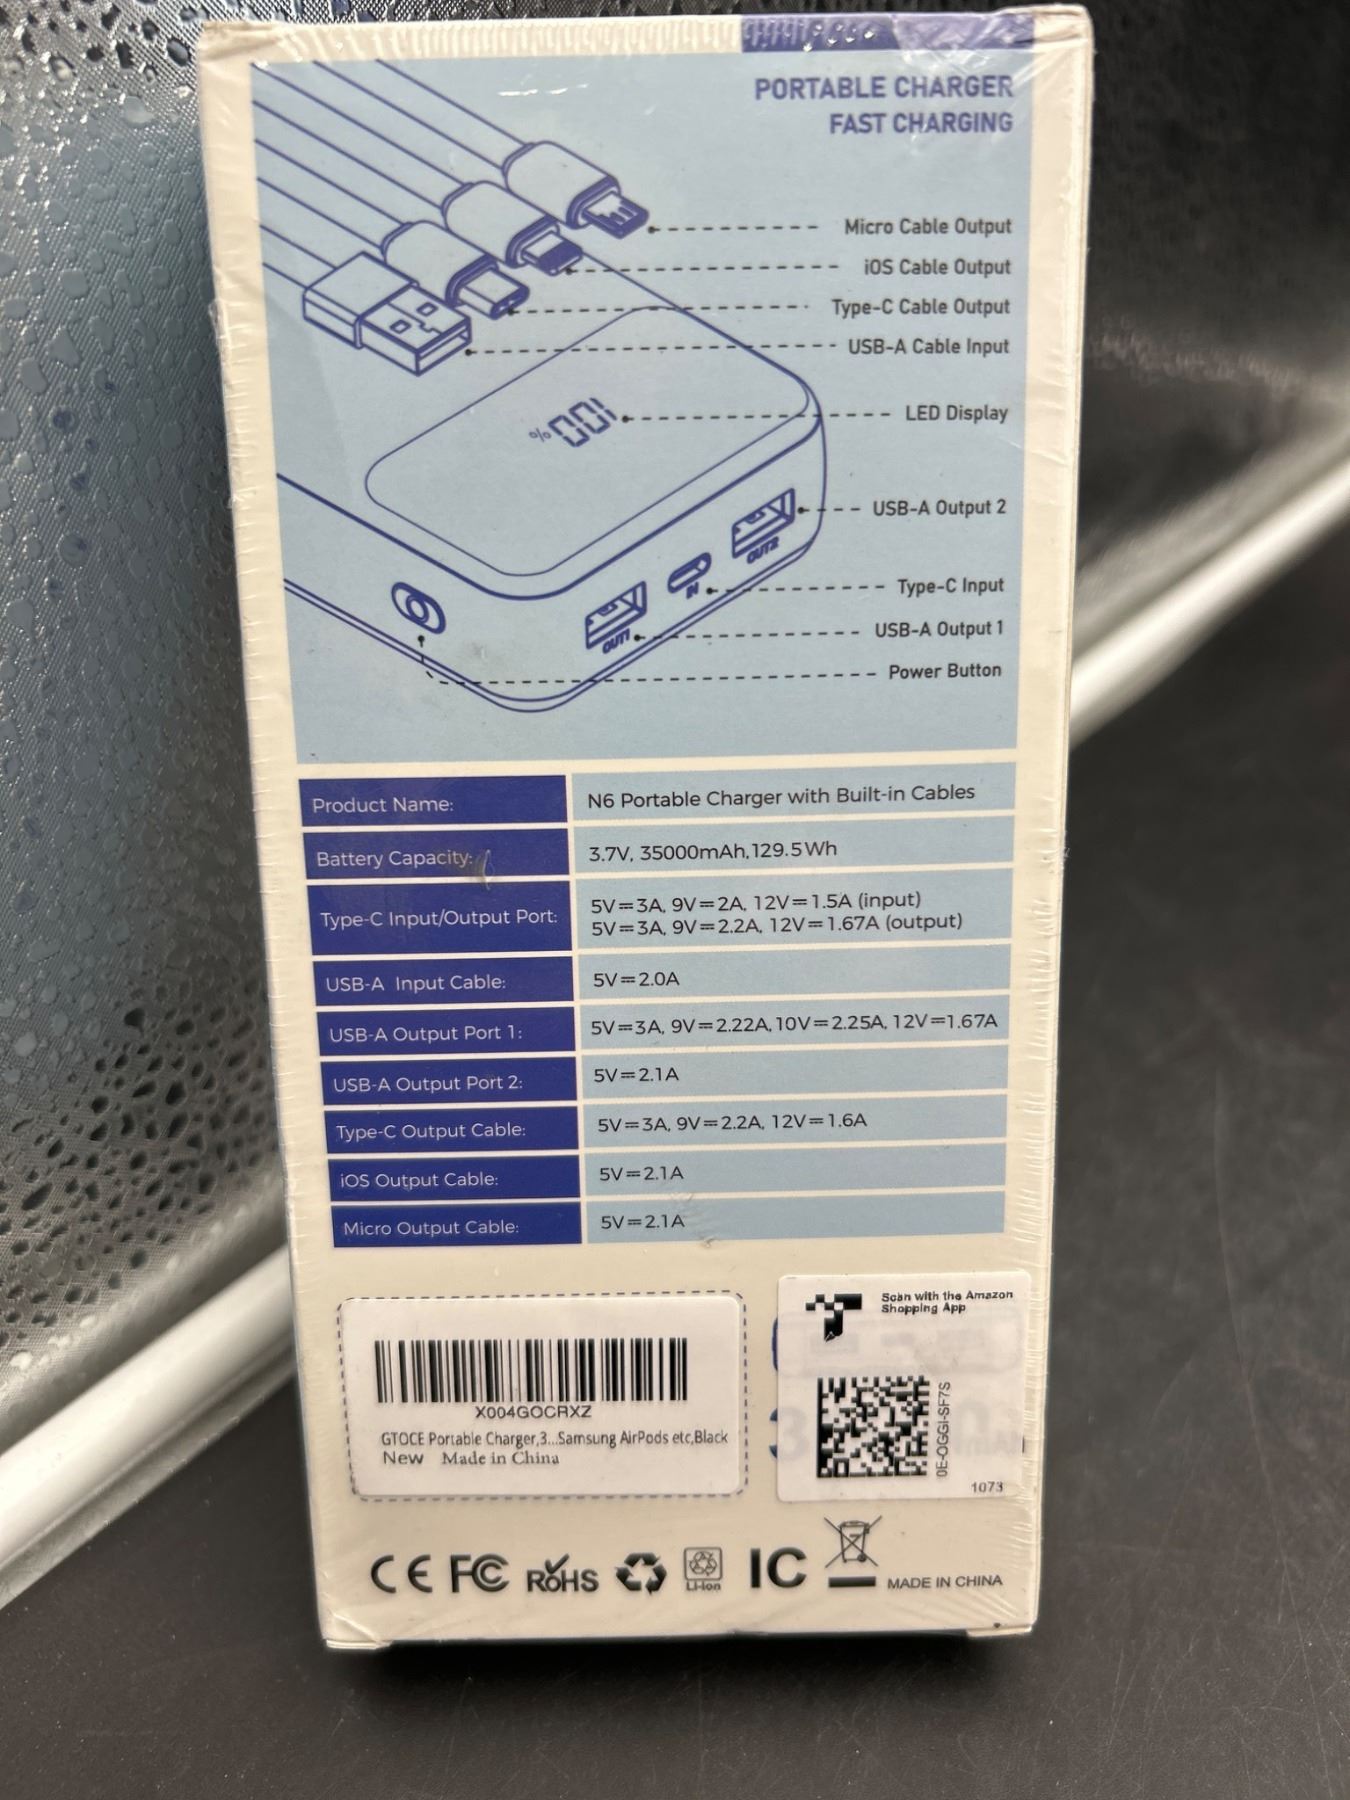 PORTABLE CHARGER
FAST CHARGING
Micro Cable Output
iOS Cable Output
Type-C Cable Output
USB-A Cable Input
LED Display
100%
USB-A Output 2
OUT2
Type-C Input
IN
USB-A Output 1
OUT1
Power Button
Product Name: N6 Portable Charger with Built-in Cables
Battery Capacity: 3.7V, 35000mAh,129.5Wh
Type-C Input/Output Port: 5V=3A, 9V=2A, 12V=1.5A (input)
5V=3A, 9V=2.2A, 12V=1.67A (output)
USB-A Input Cable: 5V=2.0A
USB-A Output Port 1: 5V=3A, 9V=2.22A,10V=2.25A, 12V=1.67A
USB-A Output Port 2: 5V=2.1A
Type-C Output Cable: 5V=3A, 9V=2.2A, 12V=1.6A
iOS Output Cable: 5V=2.1A
Micro Output Cable: 5V=2.1A
Scan with the Amazon
Shopping App
X004GOCRXZ
GTOCE Portable Charger,3...Samsung AirPods etc,Black
New Made in China
0E-OGGI-SF7S
1073
CE FC RoHS Li-ion IC MADE IN CHINA